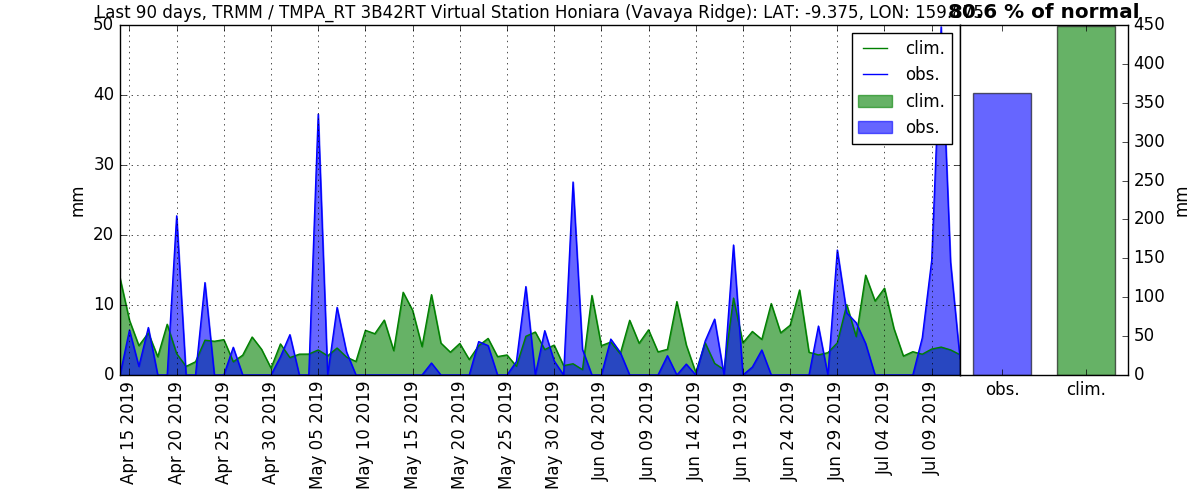 Last 90 days, TRMM / TMPA_RT 3B42RT Virtual Station Honiara (Vavaya Ridge): LAT: -9.375, LON:
80.6 % of normal
50
40
30
20
10
0
mm
clim.
obs.
clim.
obs.
450
400
350
300
250
200
150
100
50
0
mm
Apr 15 2019
Apr 20 2019
Apr 25 2019
Apr 30 2019
May 05 2019
May 10 2019
May 15 2019
May 20 2019
May 25 2019
May 30 2019
Jun 04 2019
Jun 09 2019
Jun 14 2019
Jun 19 2019
Jun 24 2019
Jun 29 2019
Jul 04 2019
Jul 09 2019
obs.
clim.